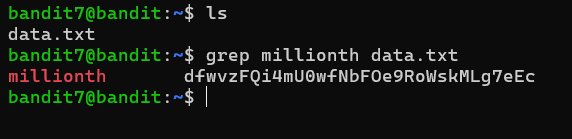 bandit7@bandit:~$ ls
data.txt
bandit7@bandit:~$ grep millionth data.txt
millionth       dfwvzFQi4mU0wfNbFOe9RoWskMLg7eEc
bandit7@bandit:~$